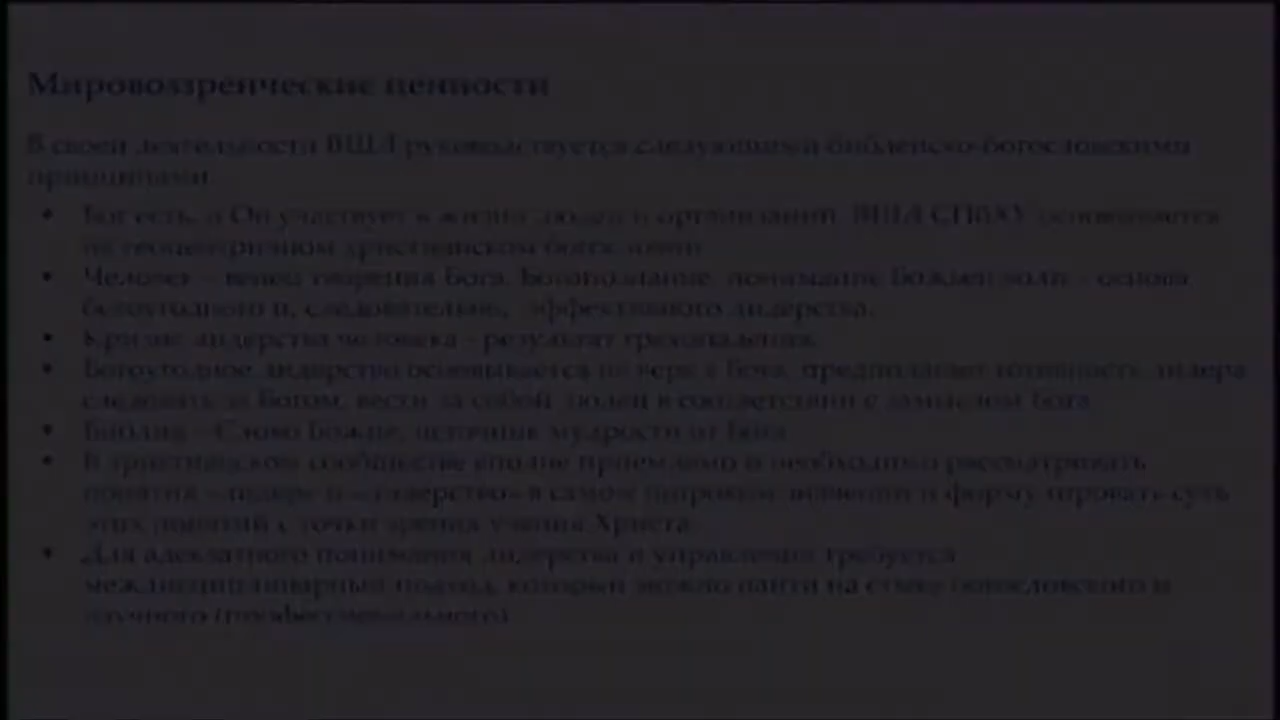 Мировоззренческие ценности
В своей деятельности ВШЛ руководствуется следующими библейско-богословскими
принципами:
• Бог есть, и Он участвует в жизни людей и организаций. ВШЛ СПбХУ основывается
на теоцентричном христианском богословии.
• Человек – венец творения Бога. Богопознание, понимание Божьей воли – основа
богоугодного и, следовательно, эффективного лидерства.
• Кризис лидерства человека - результат грехопадения.
• Богоугодное лидерство основывается на вере в Бога, предполагает готовность лидера
следовать за Богом, вести за собой людей в соответствии с замыслом Бога.
• Библия – Слово Божие, источник мудрости от Бога.
• В христианском сообществе вполне приемлемо и необходимо рассматривать
понятия «лидер» и «лидерство» в самом широком значении и формулировать суть
этих понятий с точки зрения учения Христа.
• Для адекватного понимания лидерства и управления требуется
междисциплинарный подход, который можно найти на стыке богословского и
научного (профессионального)